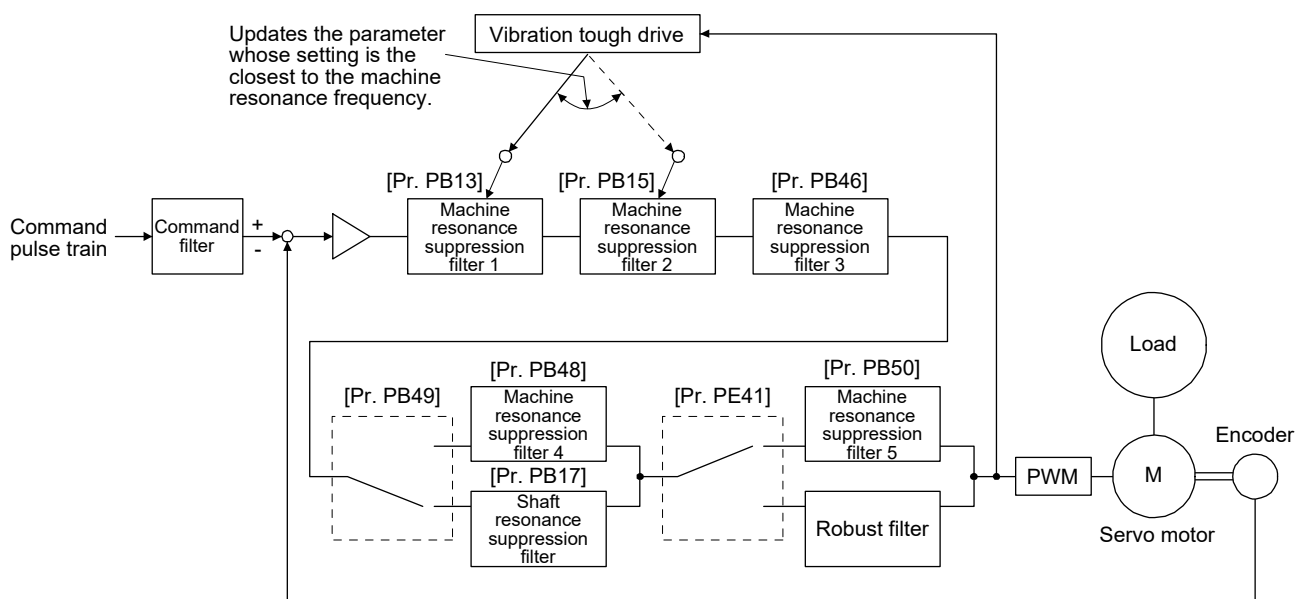 Updates the parameter
whose setting is the
closest to the machine
resonance frequency.
Vibration tough drive
[Pr. PB13]
[Pr. PB15]
[Pr. PB46]
Command
pulse train
Command
filter
+
-
Machine
resonance
suppression
filter 1
Machine
resonance
suppression
filter 2
Machine
resonance
suppression
filter 3
Load
[Pr. PB49]
[Pr. PB48]
Machine
resonance
suppression
filter 4
[Pr. PB17]
Shaft
resonance
suppression
filter
[Pr. PE41]
[Pr. PB50]
Machine
resonance
suppression
filter 5
Robust filter
PWM
M
Servo motor
Encoder